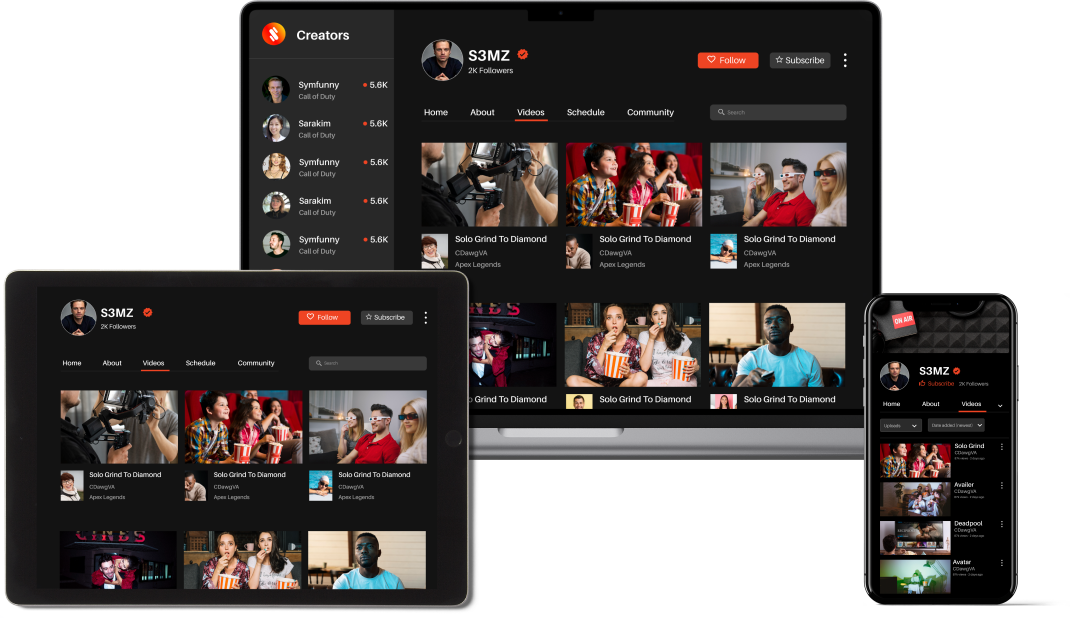 Creators
Symfunny 5.6K
Call of Duty
Sarakim 5.6K
Call of Duty
Symfunny 5.6K
Call of Duty
Sarakim 5.6K
Call of Duty
Symfunny 5.6K
Call of Duty
S3MZ
2K Followers
Follow
Subscribe
Home About Videos Schedule Community
Search
Solo Grind To Diamond Solo Grind To Diamond Solo Grind To Diamond
CDawgVA CDawgVA CDawgVA
Apex Legends Apex Legends Apex Legends
nd To Diamond Solo Grind To Diamond Solo Grind To Diamond
S3MZ
2K Followers
Follow
Subscribe
Home About Videos Schedule Community
Search
Solo Grind To Diamond Solo Grind To Diamond Solo Grind To Diamond
CDawgVA CDawgVA CDawgVA
Apex Legends Apex Legends Apex Legends
ON AIR
S3MZ
Subscribe 2K Followers
Home About Videos
Uploads Date added (newest)
Solo Grind
CDawgVA
Availer
CDawgVA
Deadpool
CDawgVA
Avatar
CDawgVA